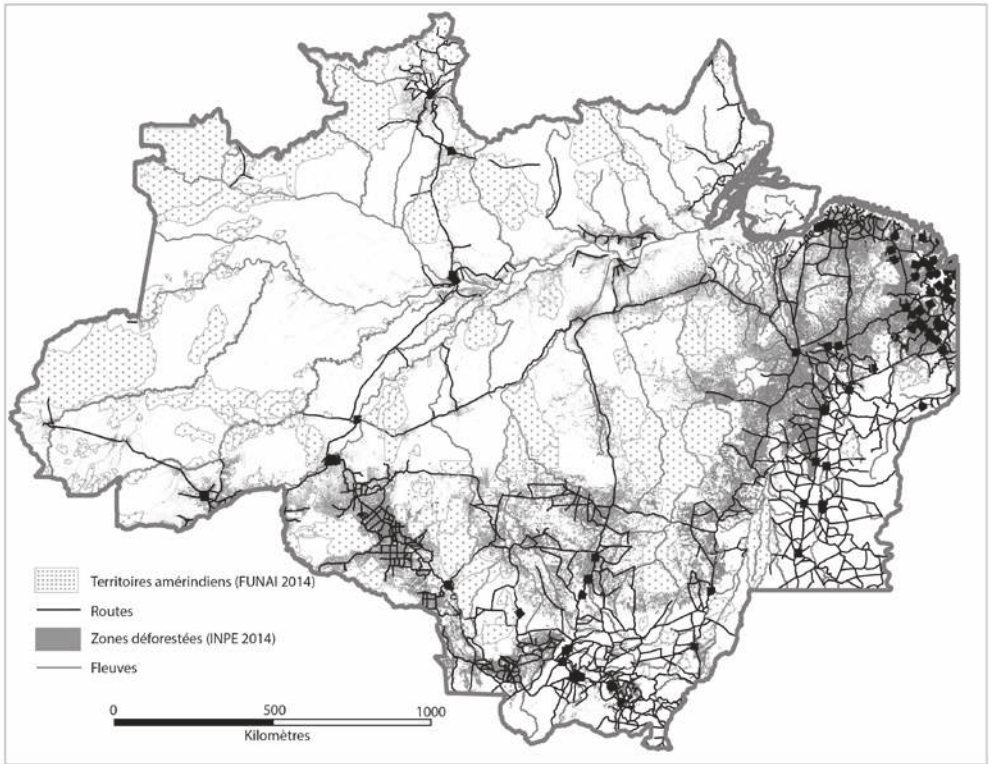 Territoires amérindiens (FUNAI 2014)
Routes
Zones déforestées (INPE 2014)
Fleuves
0 500 1000
Kilomètres